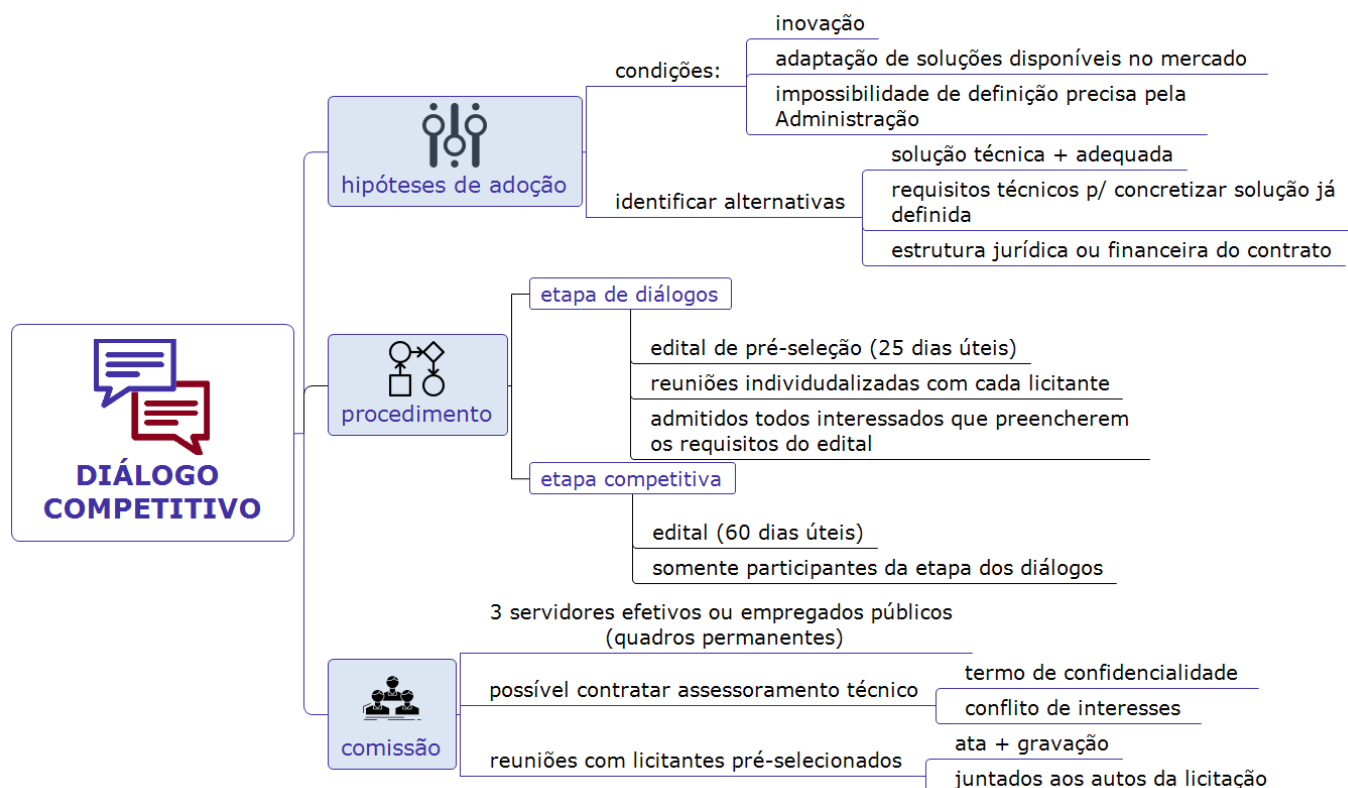 DIÁLOGO
COMPETITIVO
hipóteses de adoção
condições:
inovação
adaptação de soluções disponíveis no mercado
impossibilidade de definição precisa pela
Administração
identificar alternativas
solução técnica + adequada
requisitos técnicos p/ concretizar solução já
definida
estrutura jurídica ou financeira do contrato
procedimento
etapa de diálogos
edital de pré-seleção (25 dias úteis)
reuniões individudalizadas com cada licitante
admitidos todos interessados que preencherem
os requisitos do edital
etapa competitiva
edital (60 dias úteis)
somente participantes da etapa dos diálogos
comissão
3 servidores efetivos ou empregados públicos
(quadros permanentes)
possível contratar assessoramento técnico
termo de confidencialidade
conflito de interesses
reuniões com licitantes pré-selecionados
ata + gravação
juntados aos autos da licitação